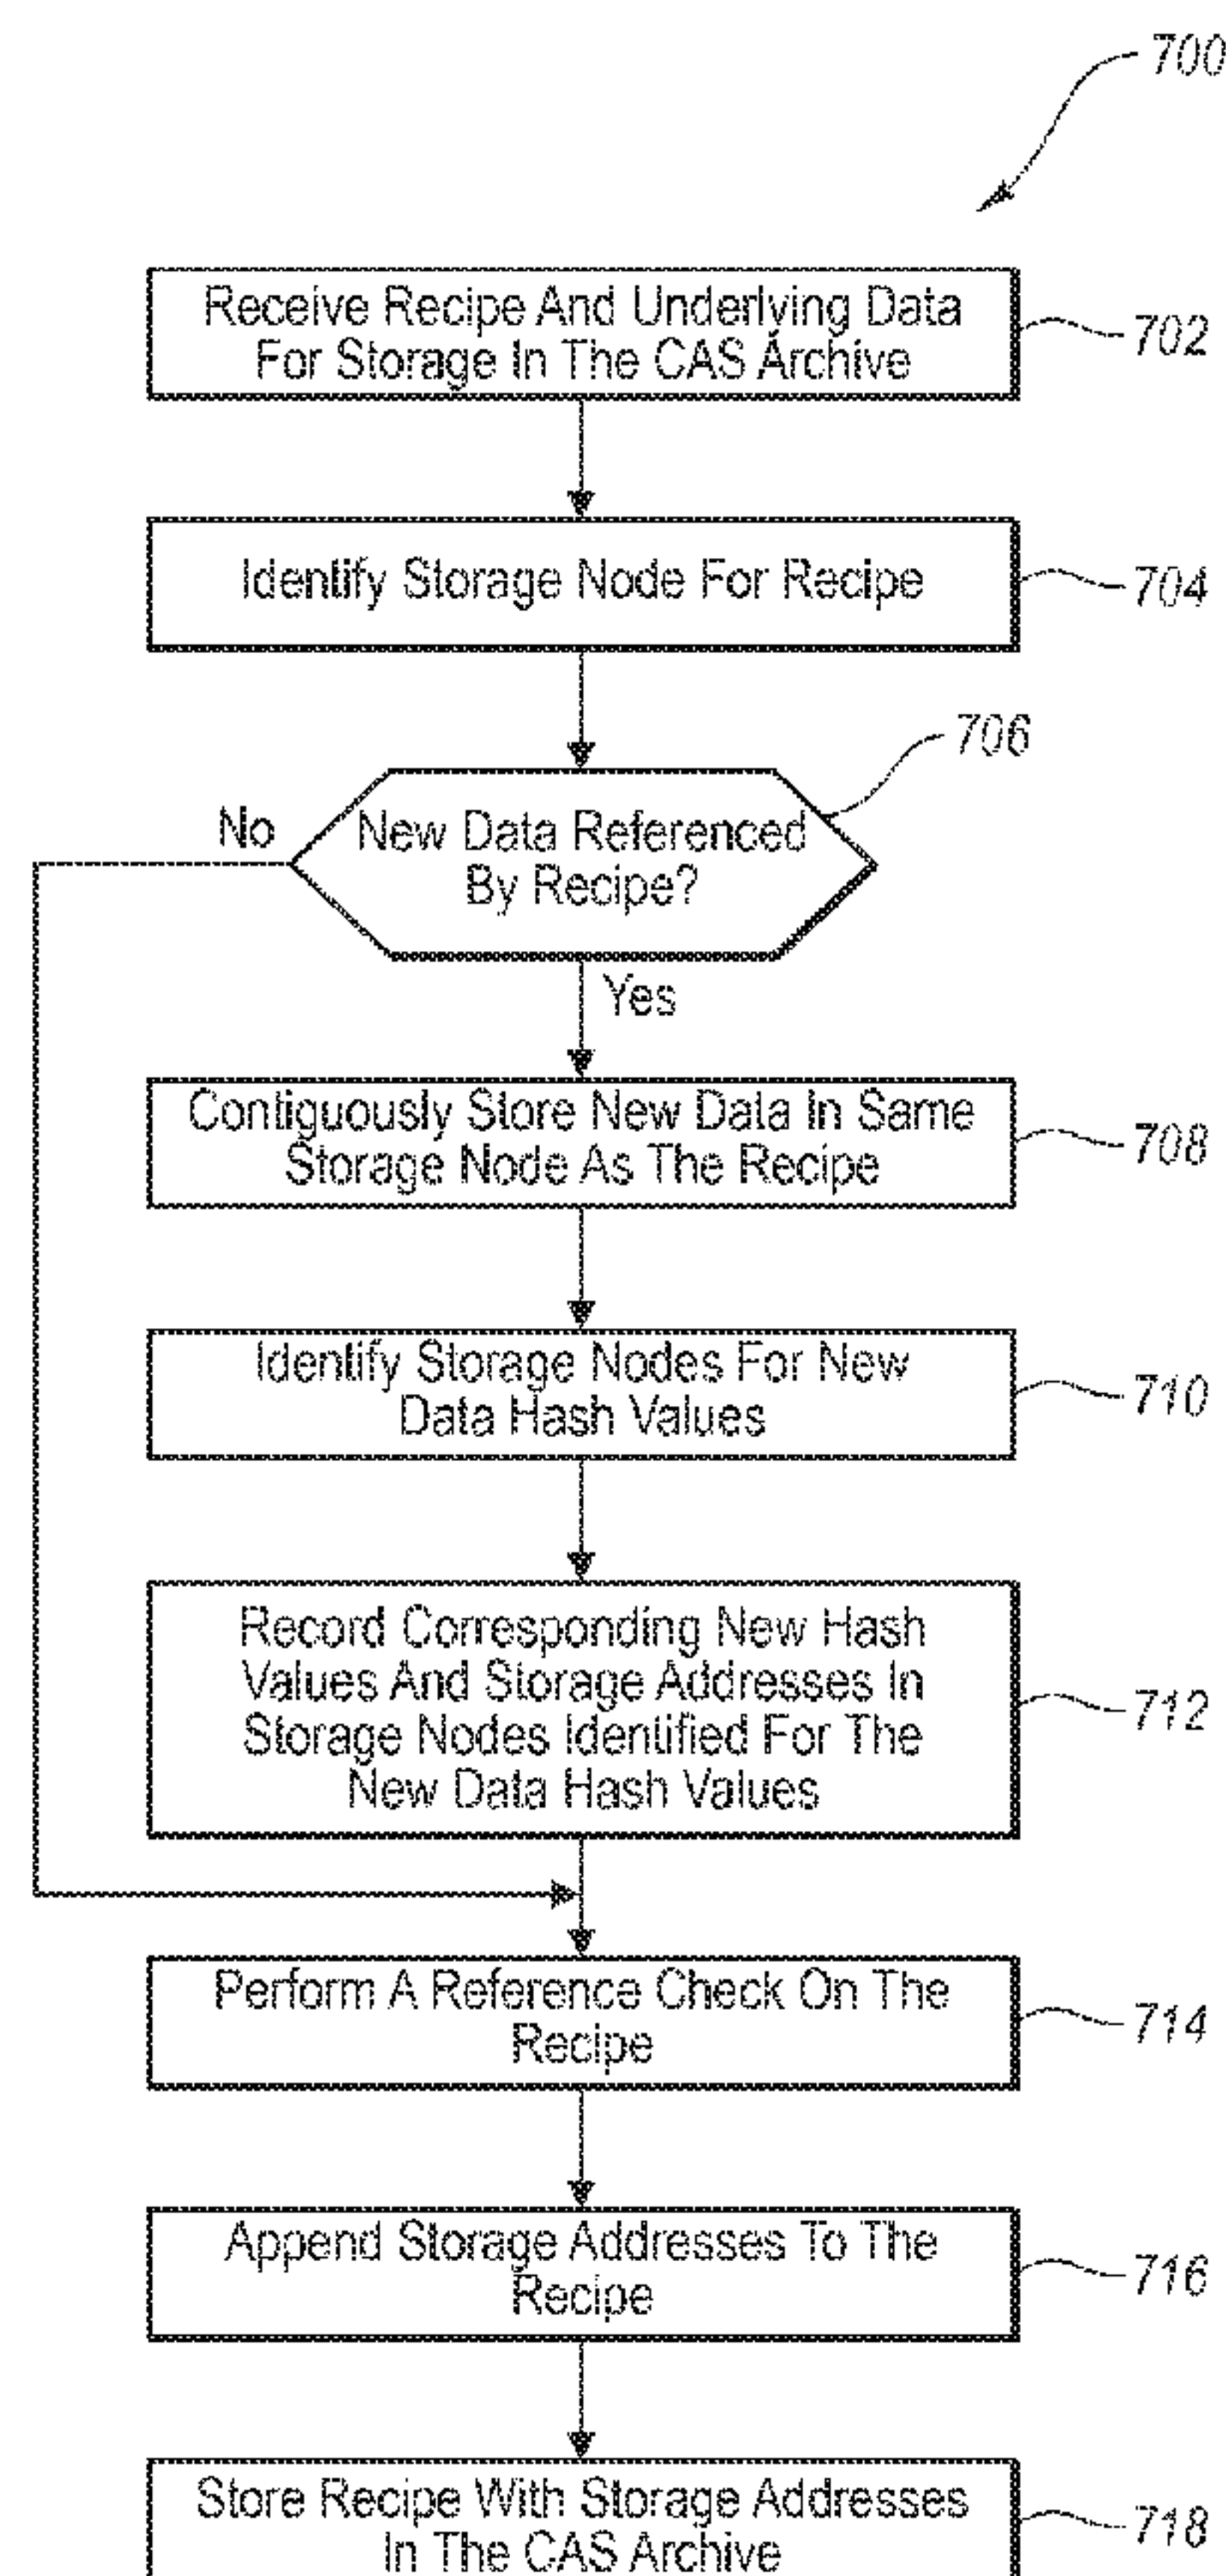 700
Receive Recipe And Underlying Data
For Storage In The CAS Archive
702
Identify Storage Node For Recipe
704
706
No
New Data Referenced
By Recipe?
Yes
Contiguously Store New Data In Same
Storage Node As The Recipe
708
Identify Storage Nodes For New
Data Hash Values
710
Record Corresponding New Hash
Values And Storage Addresses In
Storage Nodes Identified For The
New Data Hash Values
712
Perform A Reference Check On The
Recipe
714
Append Storage Addresses To The
Recipe
716
Store Recipe With Storage Addresses
In The CAS Archive
718